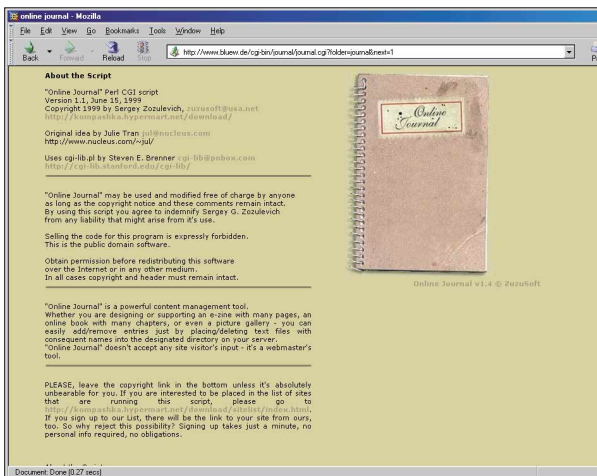 online journal - Mozilla
File Edit View Go Bookmarks Tools Window Help
Back Forward Reload Stop http://www.bluew.de/cgi-bin/journal/journal.cgi?folder=journal&next=1
About the Script
"Online Journal" Perl CGI script
Version 1.1, June 15, 1999
Copyright 1999 by Sergey Zozulevich, zuzusoft@usa.net
http://kompashka.hypermart.net/download/
Original idea by Julie Tran jul@nucleus.com
http://www.nucleus.com/~jul/
Uses cgi-lib.pl by Steven E. Brenner cgi-lib@pobox.com
http://cgi-lib.stanford.edu/cgi-lib/
"Online Journal" may be used and modified free of charge by anyone
as long as the copyright notice and these comments remain intact.
By using this script you agree to indemnify Sergey G. Zozulevich
from any liability that might arise from it's use.
Selling the code for this program is expressly forbidden.
This is the public domain software.
Obtain permission before redistributing this software
over the Internet or in any other medium.
In all cases copyright and header must remain intact.
"Online Journal" is a powerful content management tool.
Whether you are designing or supporting an e-zine with many pages, an
online book with many chapters, or even a picture gallery - you can
easily add/remove entries just by placing/deleting text files with
consequent names into the designated directory on your server.
"Online Journal" doesn't accept any site visitor's input - it's a webmaster's
tool.
PLEASE, leave the copyright link in the bottom unless it's absolutely
unbearable for you. If you are interested to be placed in the list of sites
that are running this script, please go to
http://kompashka.hypermart.net/download/sitelist/index.html.
If you sign up to our List, there will be the link to your site from ours,
too. So why reject this possibility? Signing up takes just a minute, no
personal info required, no obligations.
Online
Journal
Online Journal v1.4 © ZuzuSoft
Document: Done (0.27 secs)